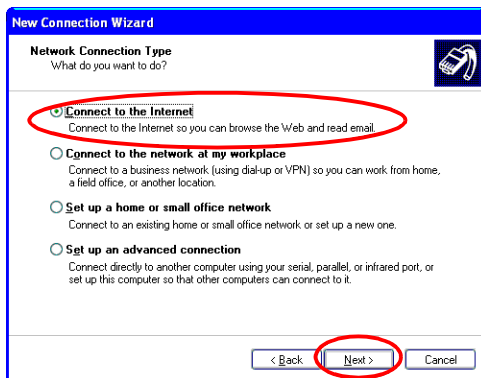 New Connection Wizard
Network Connection Type
What do you want to do?
Connect to the Internet
Connect to the Internet so you can browse the Web and read email.
Connect to the network at my workplace
Connect to a business network (using dial-up or VPN) so you can work from home,
a field office, or another location.
Set up a home or small office network
Connect to an existing home or small office network or set up a new one.
Set up an advanced connection
Connect directly to another computer using your serial, parallel, or infrared port, or
set up this computer so that other computers can connect to it.
< Back Next > Cancel